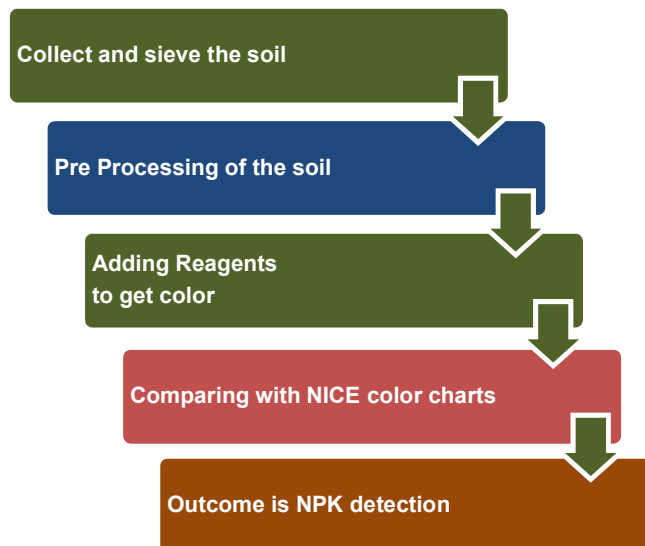 Collect and sieve the soil
Pre Processing of the soil
Adding Reagents
to get color
Comparing with NICE color charts
Outcome is NPK detection